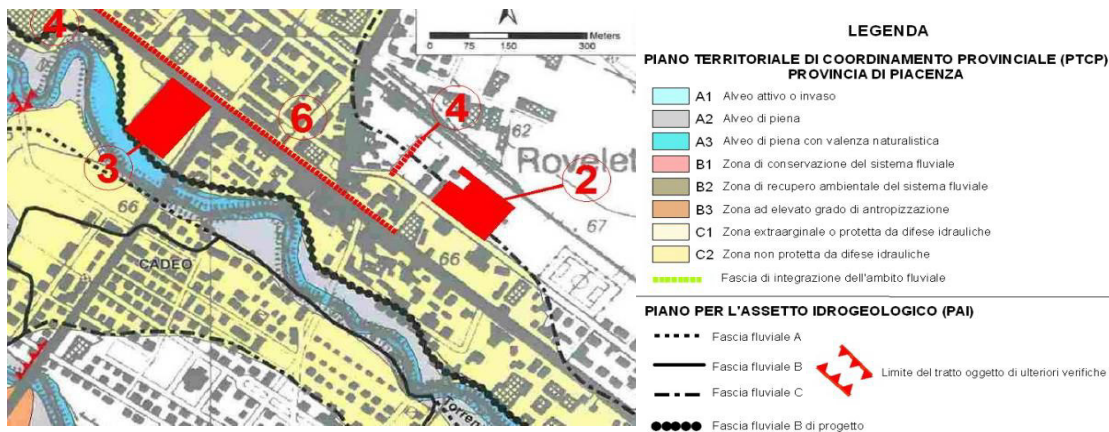 Meters
0 75 150 300
4
6
4
62
Rovelet
3
2
66
67
65
66
CADEO
Torren
LEGENDA
PIANO TERRITORIALE DI COORDINAMENTO PROVINCIALE (PTCP)
PROVINCIA DI PIACENZA
A1 Alveo attivo o invaso
A2 Alveo di piena
A3 Alveo di piena con valenza naturalistica
B1 Zona di conservazione del sistema fluviale
B2 Zona di recupero ambientale del sistema fluviale
B3 Zona ad elevato grado di antropizzazione
C1 Zona extraarginale o protetta da difese idrauliche
C2 Zona non protetta da difese idrauliche
Fascia di integrazione dell'ambito fluviale
PIANO PER L'ASSETTO IDROGEOLOGICO (PAI)
Fascia fluviale A
Fascia fluviale B
Limite del tratto oggetto di ulteriori verifiche
Fascia fluviale C
Fascia fluviale B di progetto